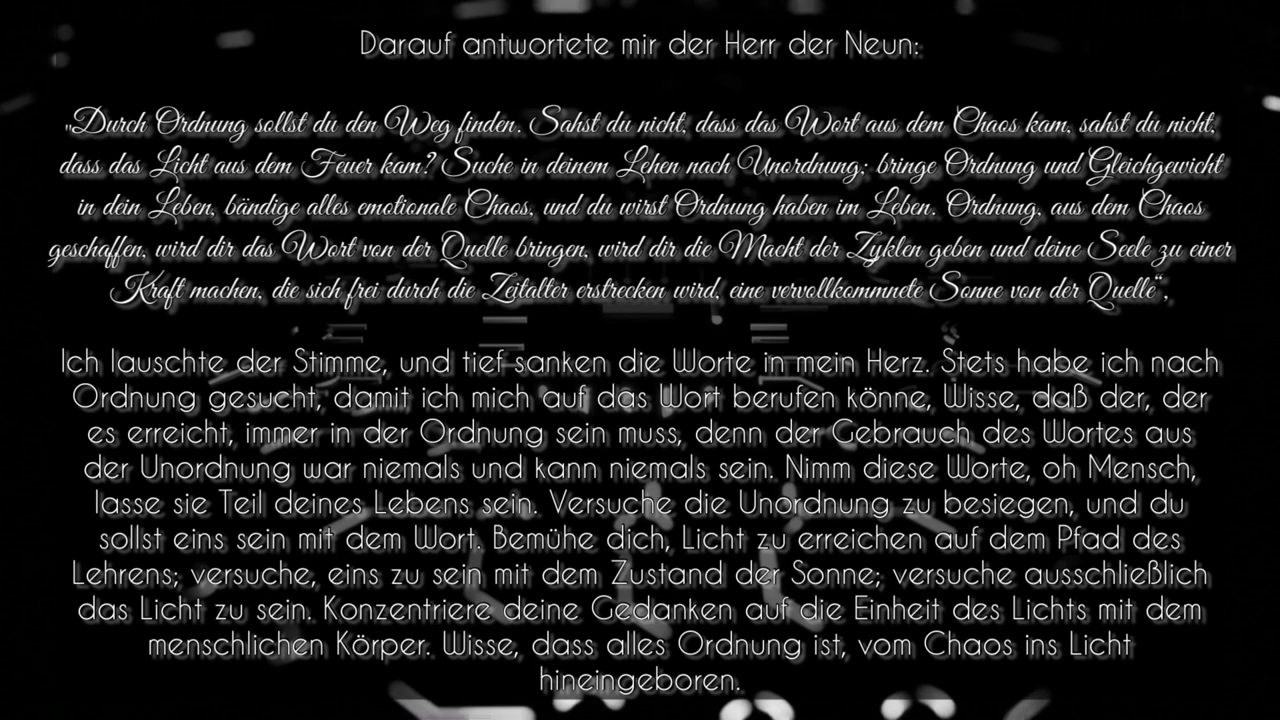 Darauf antwortete mir der Herr der Neun:
"Durch Ordnung sollst du den Weg finden. Sahst du nicht, dass das Wort aus dem Chaos kam, sahst du nicht,
dass das Licht aus dem Feuer kam? Suche in deinem Lehen nach Unordnung; bringe Ordnung und Gleichgewicht
in dein Leben, bändige alles emotionale Chaos, und du wirst Ordnung haben im Leben. Ordnung, aus dem Chaos
geschaffen, wird dir das Wort von der Quelle bringen, wird dir die Macht der Zyklen geben und deine Seele zu einer
Kraft machen, die sich frei durch die Zeitalter erstrecken wird, eine vervollkommnete Sonne von der Quelle“,
Ich lauschte der Stimme, und tief sanken die Worte in mein Herz. Stets habe ich nach
Ordnung gesucht, damit ich mich auf das Wort berufen könne, Wisse, daß der, der
es erreicht, immer in der Ordnung sein muss, denn der Gebrauch des Wortes aus
der Unordnung war niemals und kann niemals sein. Nimm diese Worte, oh Mensch,
lasse sie Teil deines Lebens sein. Versuche die Unordnung zu besiegen, und du
sollst eins sein mit dem Wort. Bemühe dich, Licht zu erreichen auf dem Pfad des
Lehrens; versuche, eins zu sein mit dem Zustand der Sonne; versuche ausschließlich
das Licht zu sein. Konzentriere deine Gedanken auf die Einheit des Lichts mit dem
menschlichen Körper. Wisse, dass alles Ordnung ist, vom Chaos ins Licht
hineingeboren.